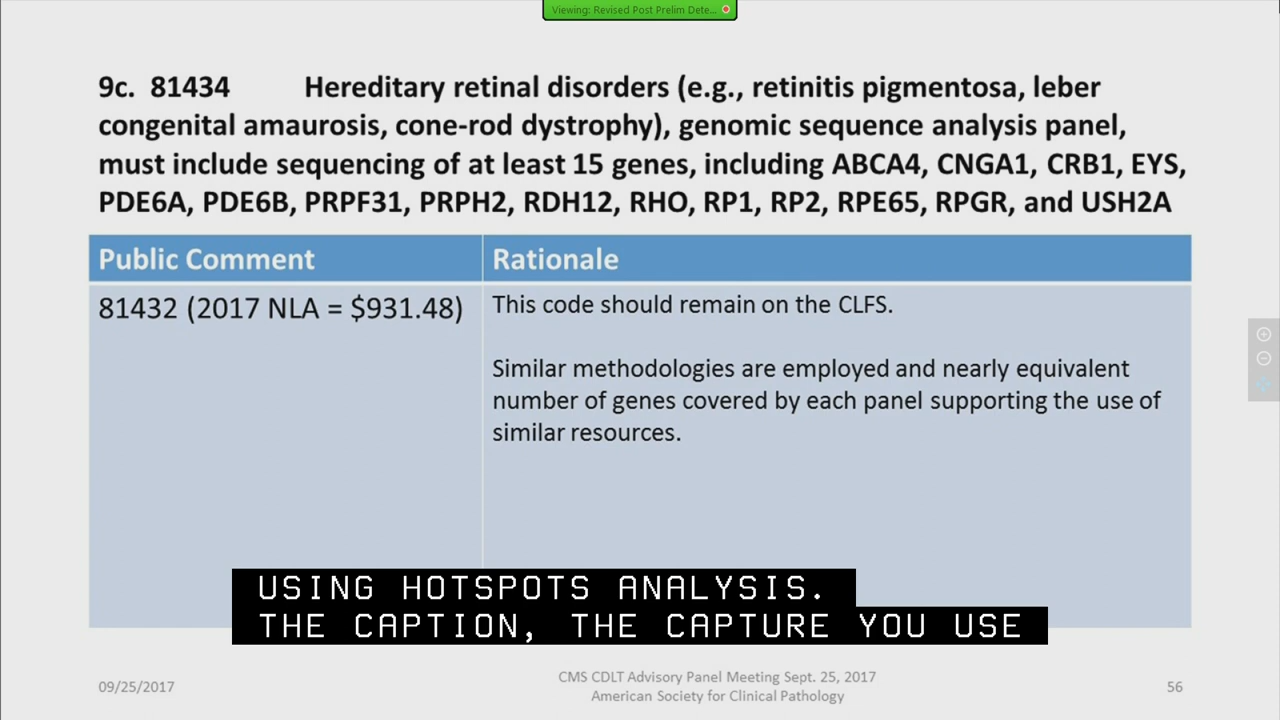 Viewing: Revised Post Prelim Dete...
9c. 81434 Hereditary retinal disorders (e.g., retinitis pigmentosa, leber
congenital amaurosis, cone-rod dystrophy), genomic sequence analysis panel,
must include sequencing of at least 15 genes, including ABCA4, CNGA1, CRB1, EYS,
PDE6A, PDE6B, PRPF31, PRPH2, RDH12, RHO, RP1, RP2, RPE65, RPGR, and USH2A
Public Comment
Rationale
81432 (2017 NLA = $931.48)
This code should remain on the CLFS.
Similar methodologies are employed and nearly equivalent
number of genes covered by each panel supporting the use of
similar resources.
USING HOTSPOTS ANALYSIS.
THE CAPTION, THE CAPTURE YOU USE
09/25/2017
CMS CDLT Advisory Panel Meeting Sept. 25, 2017
American Society for Clinical Pathology
56